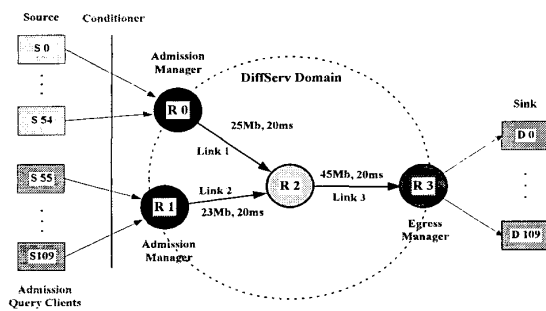 Source
Conditioner
S 0
S 54
S 55
S109
Admission
Query Clients
Admission
Manager
R 0
DiffServ Domain
25Mb, 20ms
Link 1
Link 2
23Mb, 20ms
R 1
Admission
Manager
R 2
45Mb, 20ms
Link 3
R 3
Egress
Manager
Sink
D 0
D 109